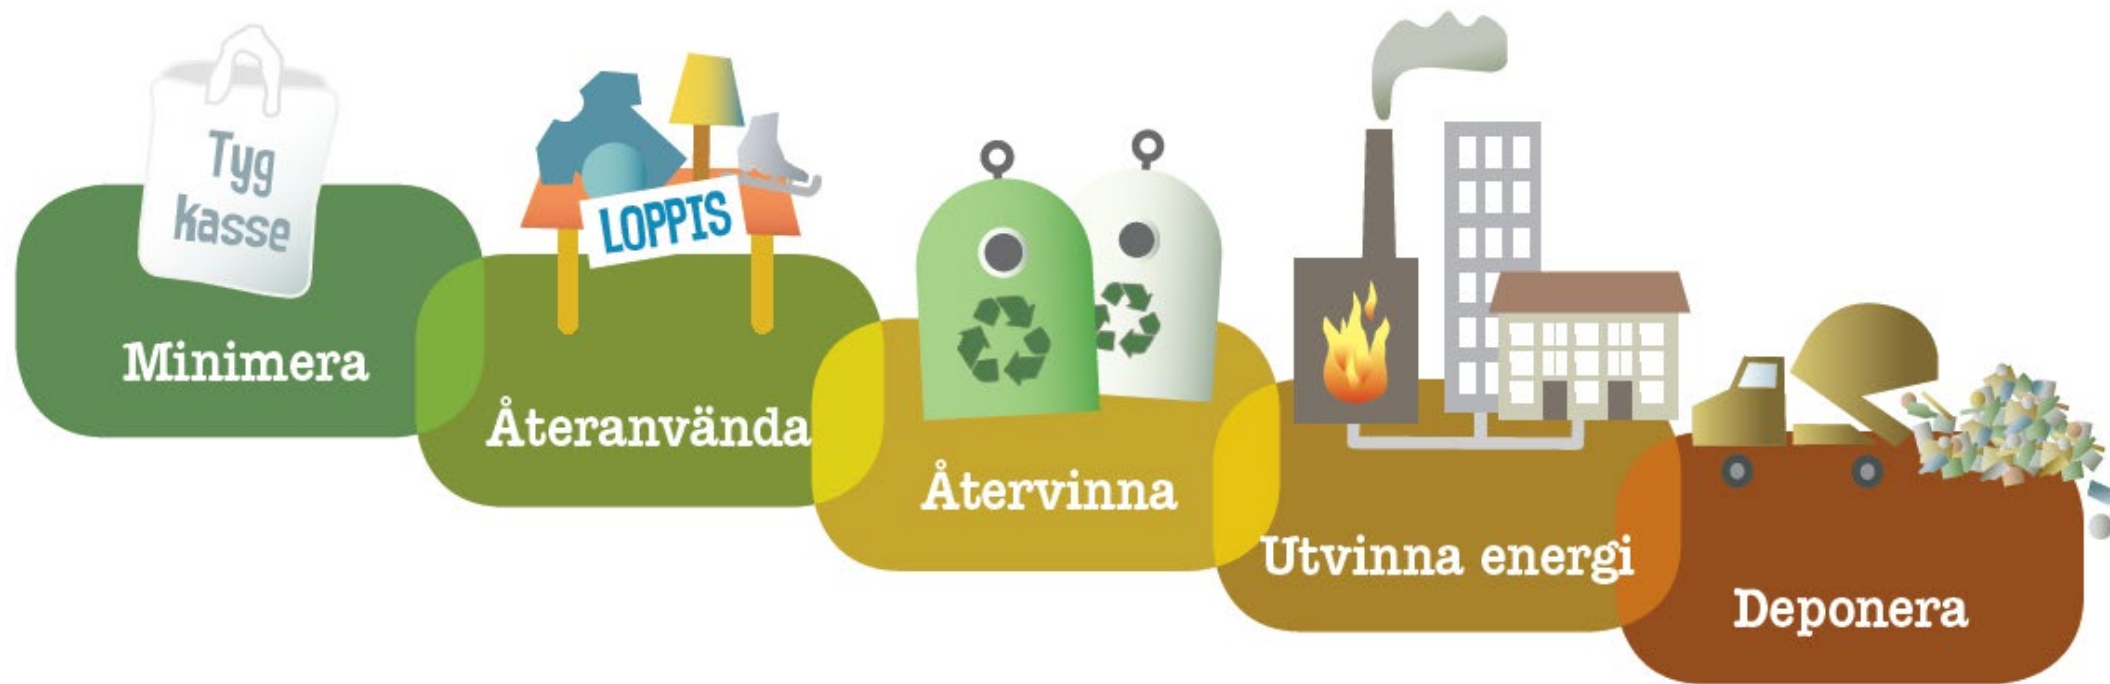 Tyg
kasse
Minimera
LOPPIS
Återanvända
Återvinna
Utvinna energi
Deponera